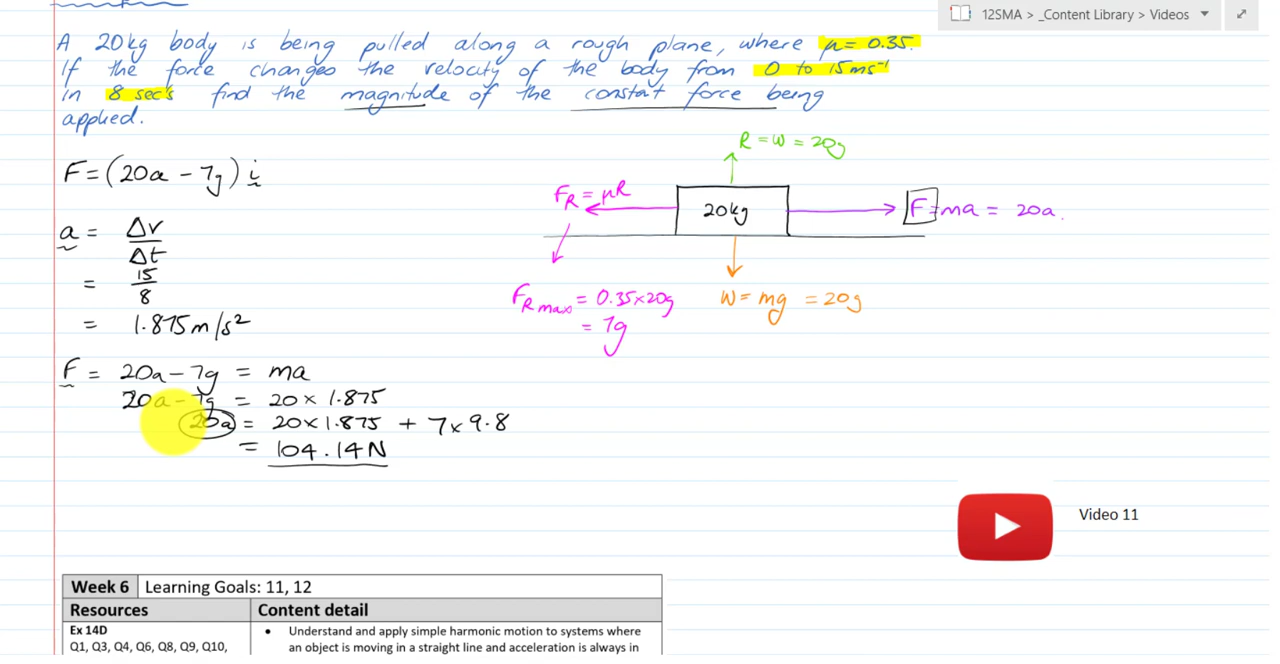 12SMA > _Content Library > Videos
A 20kg body is being pulled along a rough plane, where μ = 0.35.
If the force changes the velocity of the body from 0 to 15ms⁻¹
in 8 sec's find the magnitude of the constant force being
applied.
F = (20a - 7g) i
a = Δv
Δt
= 15
8
= 1.875m/s²
F = 20a - 7g = ma
20a - 7g = 20 × 1.875
20a = 20 × 1.875 + 7 × 9.8
= 104.14N
R = W = 20g
F_R = μR
20kg
F = ma = 20a.
F_R max = 0.35 × 20g
= 7g
W = mg = 20g
Video 11
Week 6 Learning Goals: 11, 12
Resources Content detail
Ex 14D
Q1, Q3, Q4, Q6, Q8, Q9, Q10,
• Understand and apply simple harmonic motion to systems where
an object is moving in a straight line and acceleration is always in